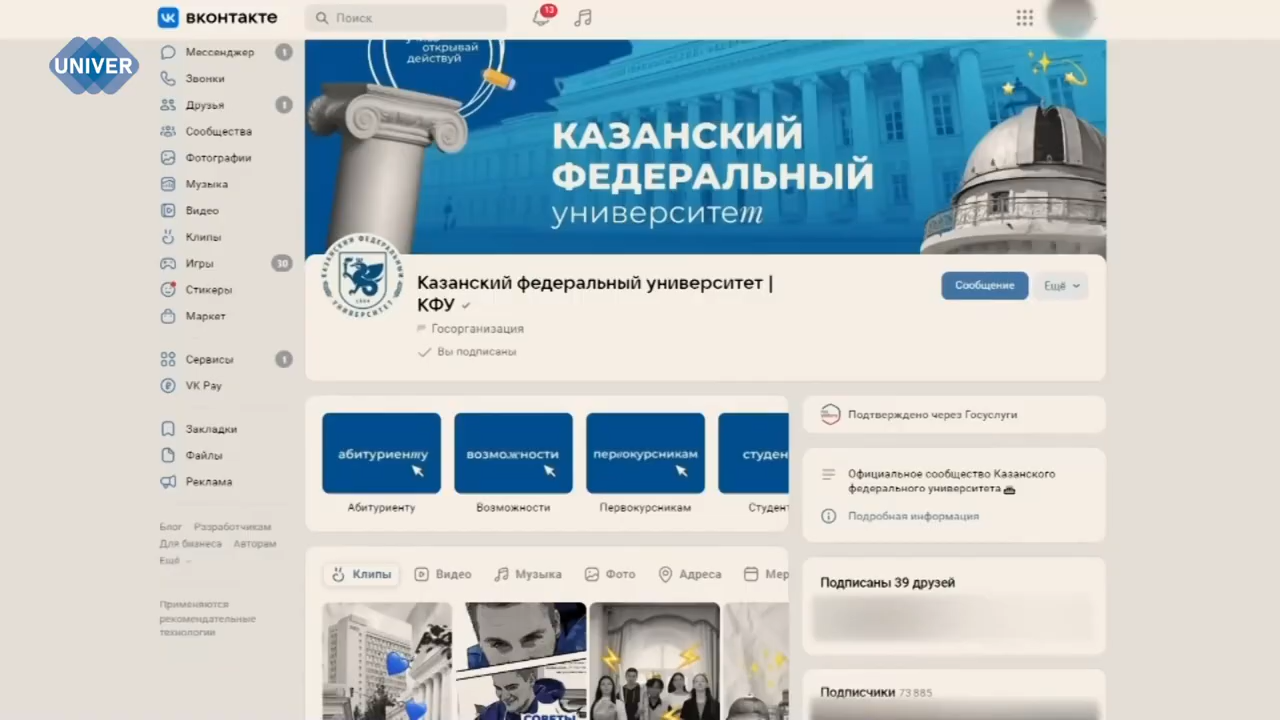 вконтакте
Поиск
13
UNIVER
Мессенджер 1
Звонки
Друзья 1
Сообщества
Фотографии
Музыка
Видео
Клипы
Игры 30
Стикеры
Маркет
Сервисы 1
VK Pay
Закладки
Файлы
Реклама
Блог Разработчикам
Для бизнеса Авторам
Ещё
Применяются
рекомендательные
технологии
открывай
действуй
КАЗАНСКИЙ
ФЕДЕРАЛЬНЫЙ
университет
КАЗАНСКИЙ ФЕДЕРАЛЬНЫЙ УНИВЕРСИТЕТ
Казанский федеральный университет |
КФУ
Госорганизация
Вы подписаны
Сообщение
Ещё
абитуриенту
возможности
первокурсникам
студен
Абитуриенту
Возможности
Первокурсникам
Студент
Подтверждено через Госуслуги
Официальное сообщество Казанского
федерального университета
Подробная информация
Клипы
Видео
Музыка
Фото
Адреса
Мер
СОВЕТЫ
Подписаны 39 друзей
Подписчики 73 885